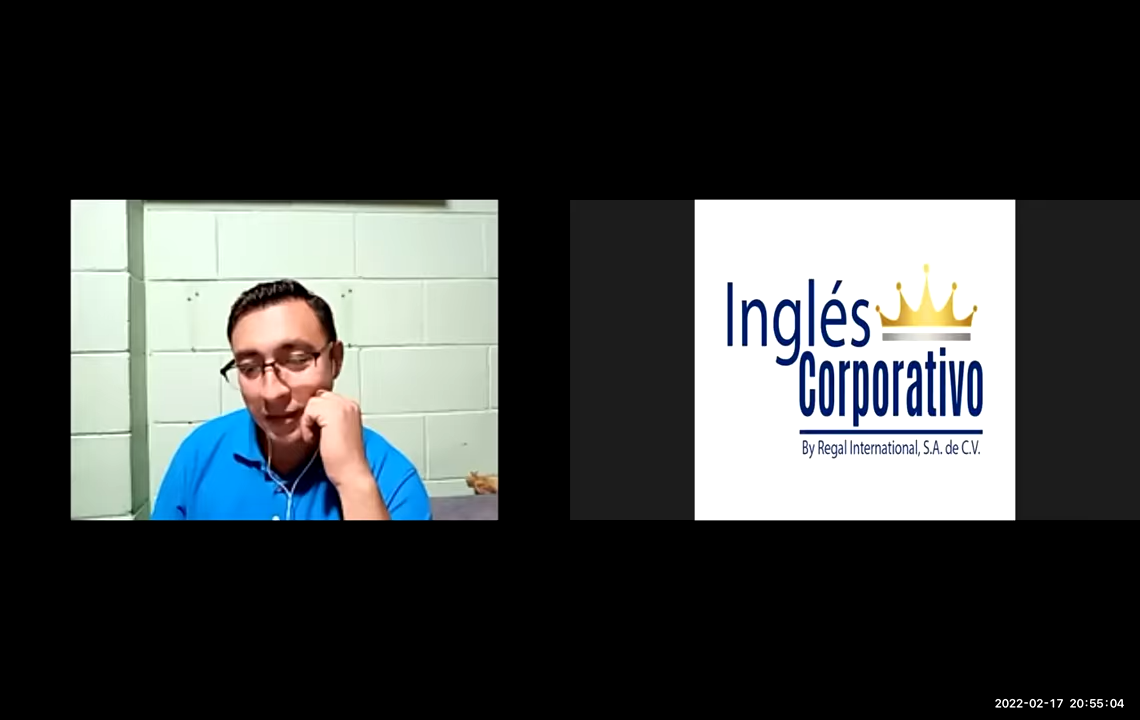 Inglés
Corporativo
By Regal International, S.A. de C.V.
2022-02-17 20:55:04